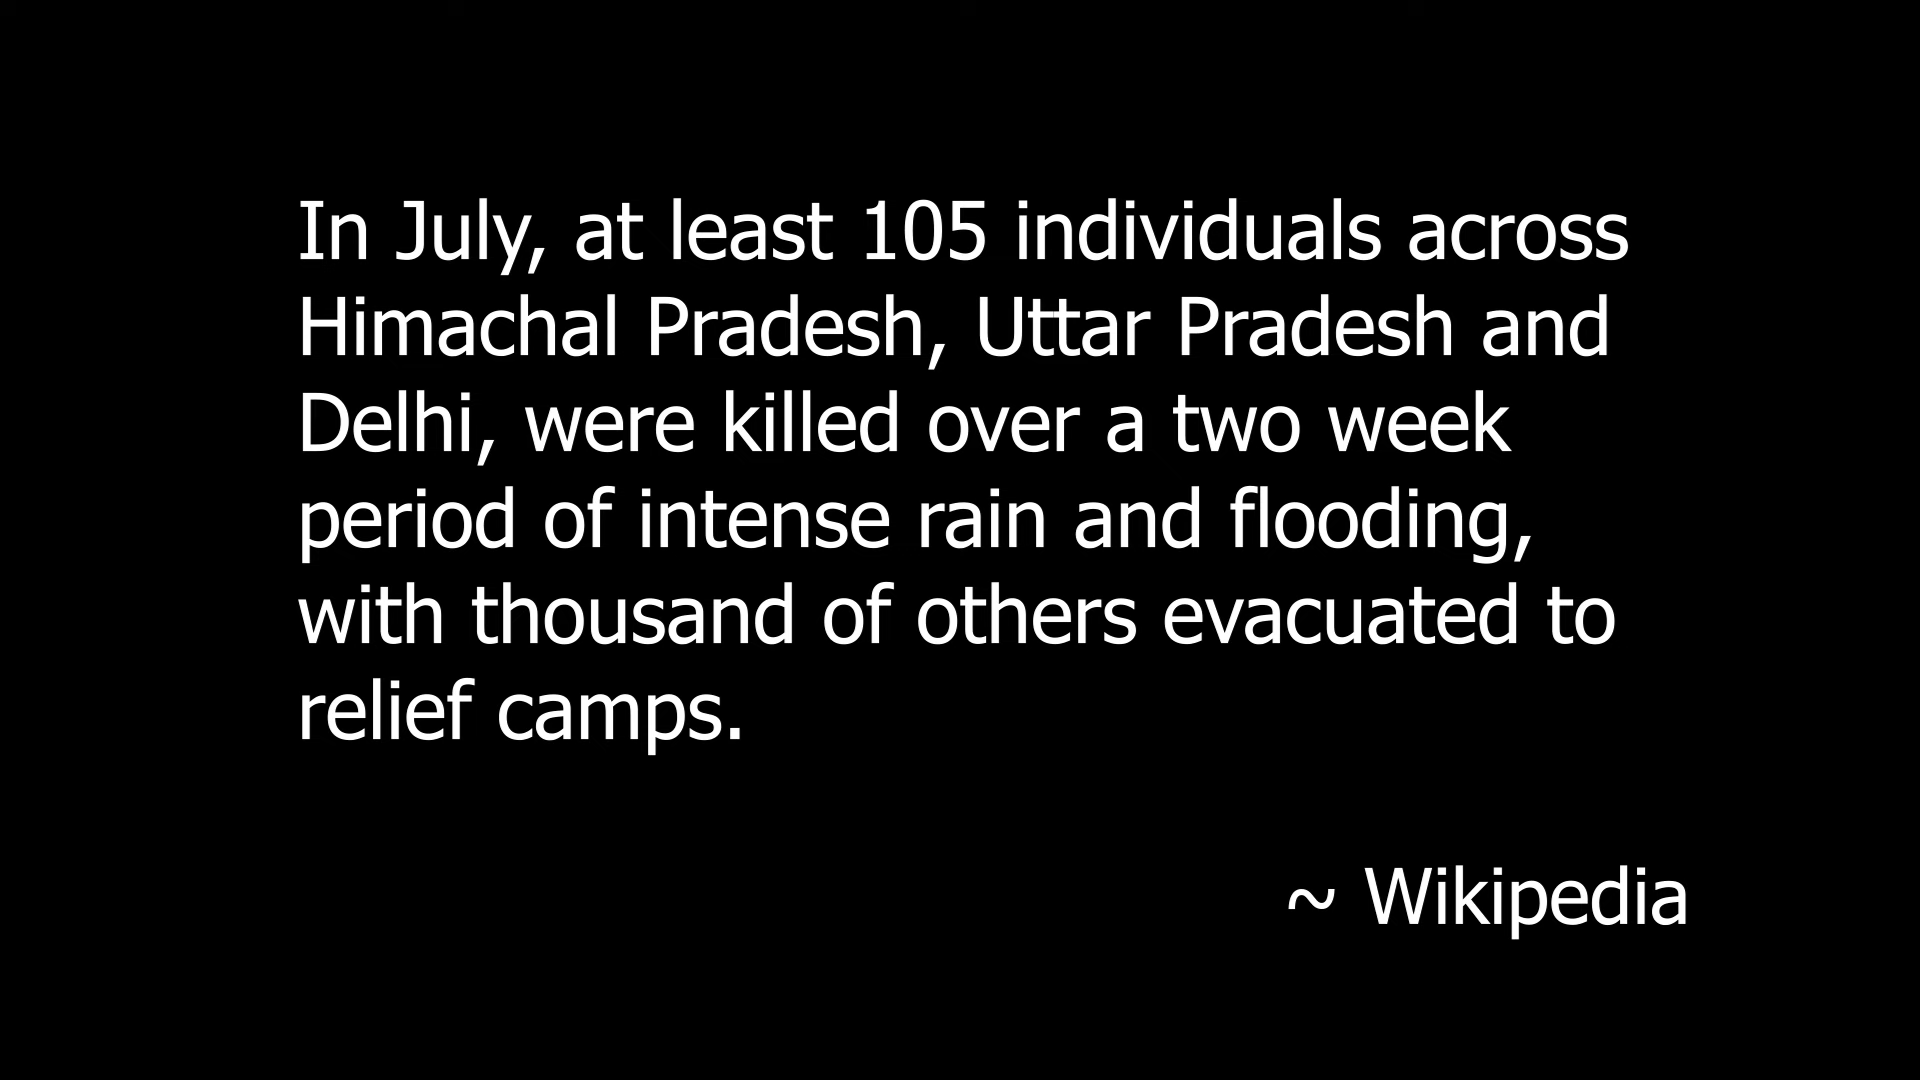 In July, at least 105 individuals across
Himachal Pradesh, Uttar Pradesh and
Delhi, were killed over a two week
period of intense rain and flooding,
with thousand of others evacuated to
relief camps.
~ Wikipedia